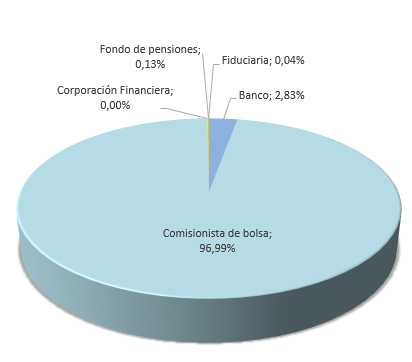 Fondo de pensiones;
0,13%
Fiduciaria; 0,04%
Corporación Financiera;
0,00%
Banco; 2,83%
Comisionista de bolsa;
96,99%